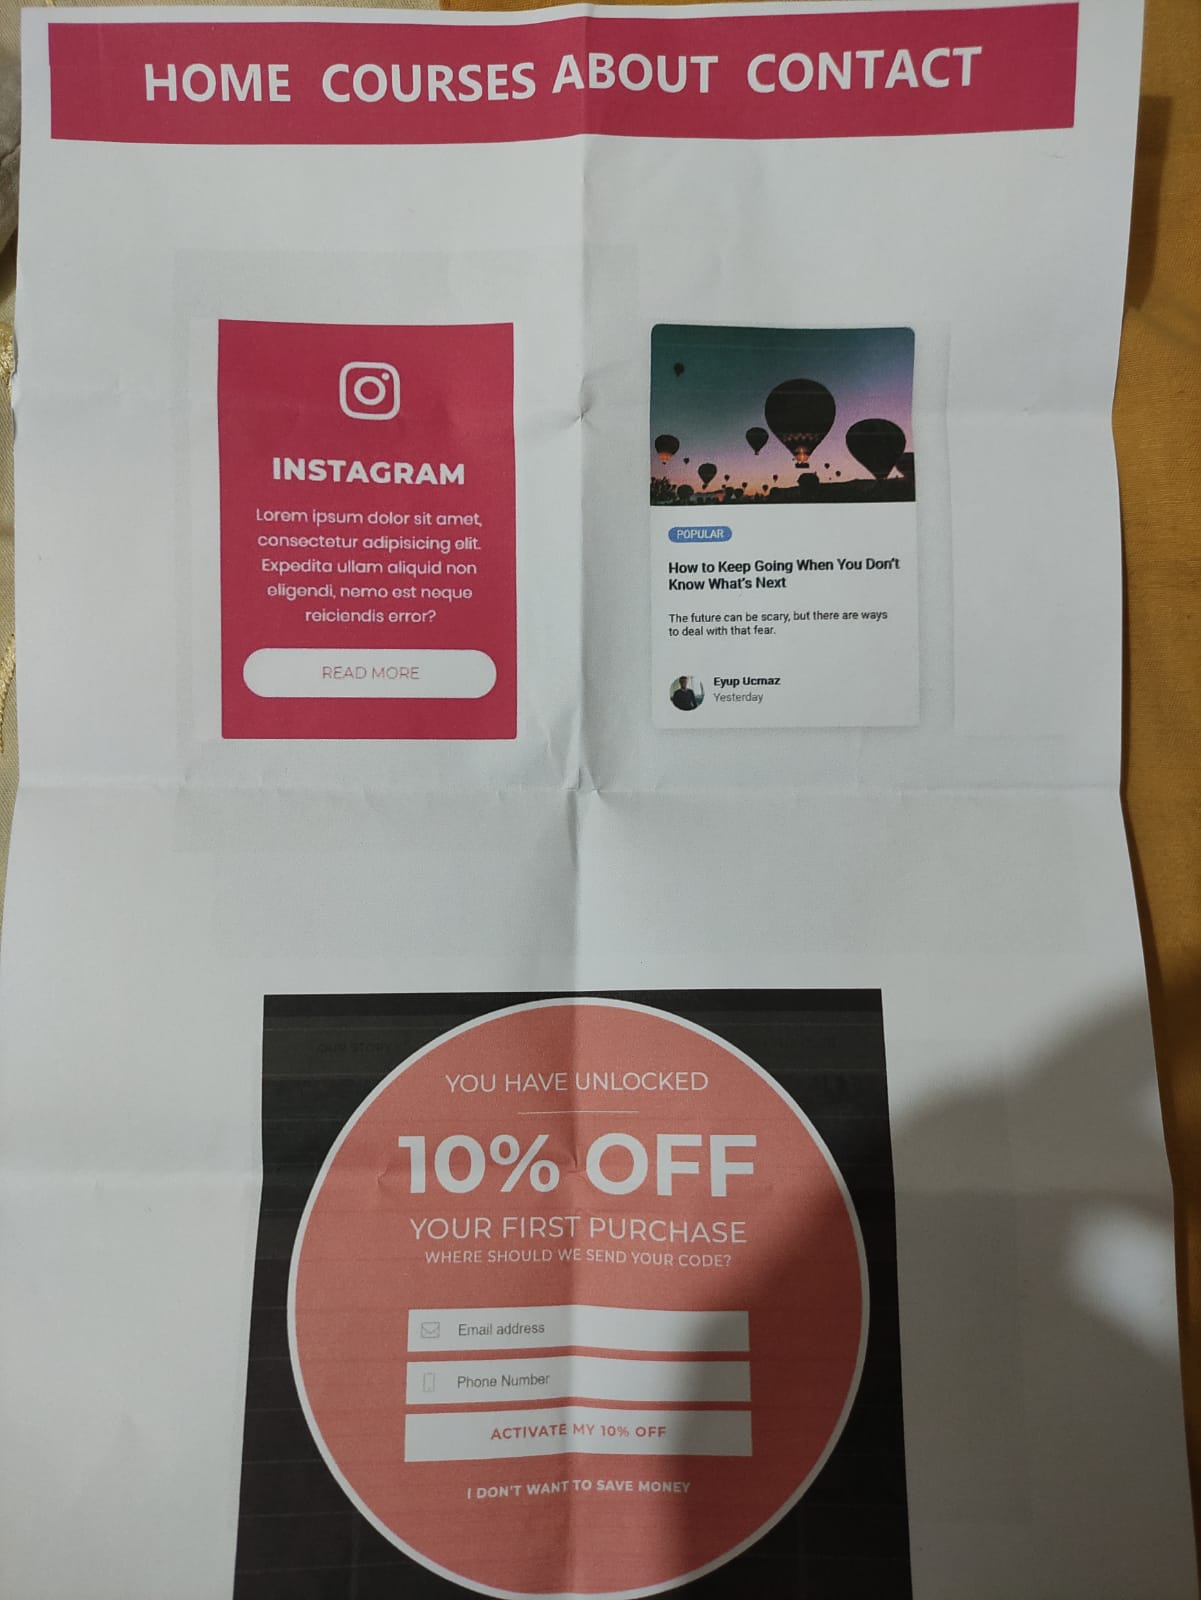 HOME COURSES ABOUT CONTACT
INSTAGRAM
Lorem ipsum dolor sit amet,
consectetur adipisicing elit.
Expedita ullam aliquid non
eligendi, nemo est neque
reiciendis error?
READ MORE
POPULAR
How to Keep Going When You Don't
Know What's Next
The future can be scary, but there are ways
to deal with that fear.
Eyup Ucmaz
Yesterday
OUR STORY
YOU HAVE UNLOCKED
10% OFF
YOUR FIRST PURCHASE
WHERE SHOULD WE SEND YOUR CODE?
Email address
Phone Number
ACTIVATE MY 10% OFF
I DON'T WANT TO SAVE MONEY